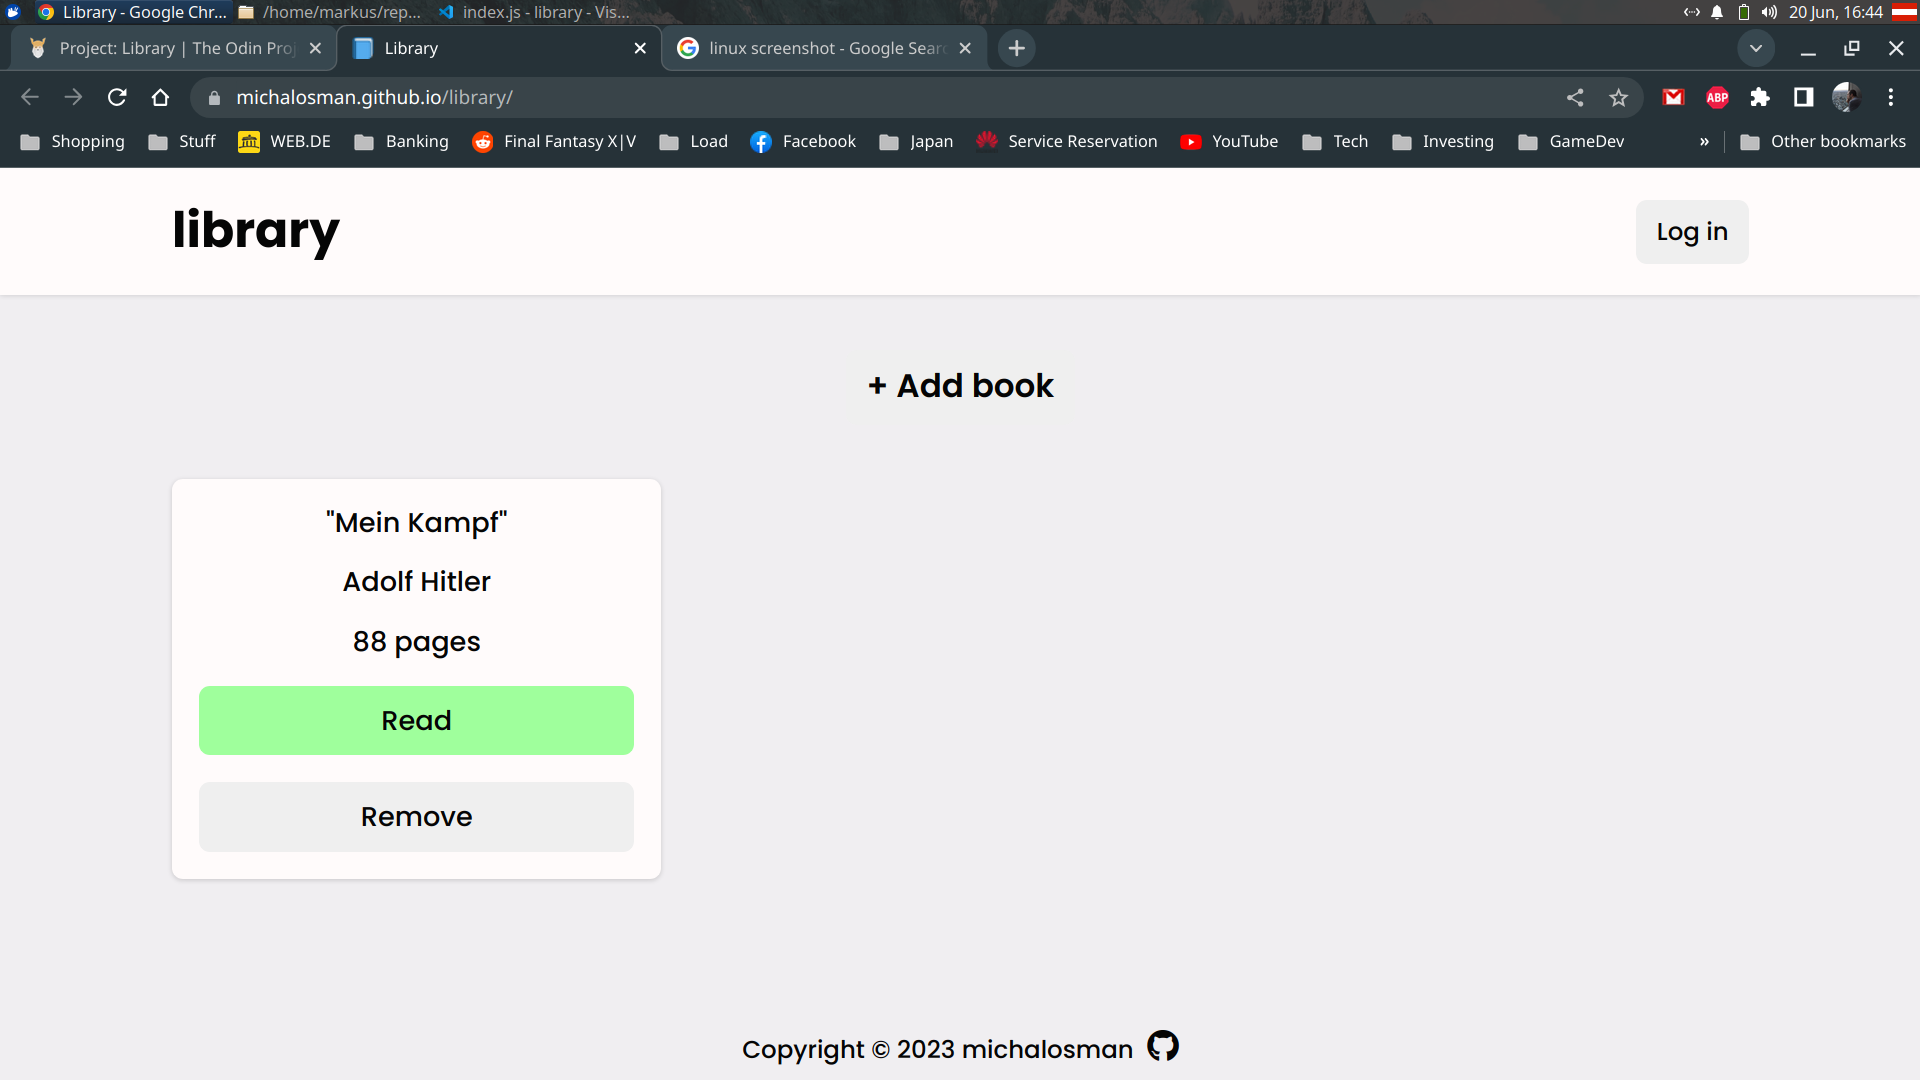 Library - Google Chr... /home/markus/rep... index.js - library - Vis... 20 Jun, 16:44
Project: Library | The Odin Proj Library linux screenshot - Google Sear
michalosman.github.io/library/ ABP
Shopping Stuff WEB.DE Banking Final Fantasy X|V Load Facebook Japan Service Reservation YouTube Tech Investing GameDev » Other bookmarks
library Log in
+ Add book
"Mein Kampf"
Adolf Hitler
88 pages
Read
Remove
Copyright © 2023 michalosman